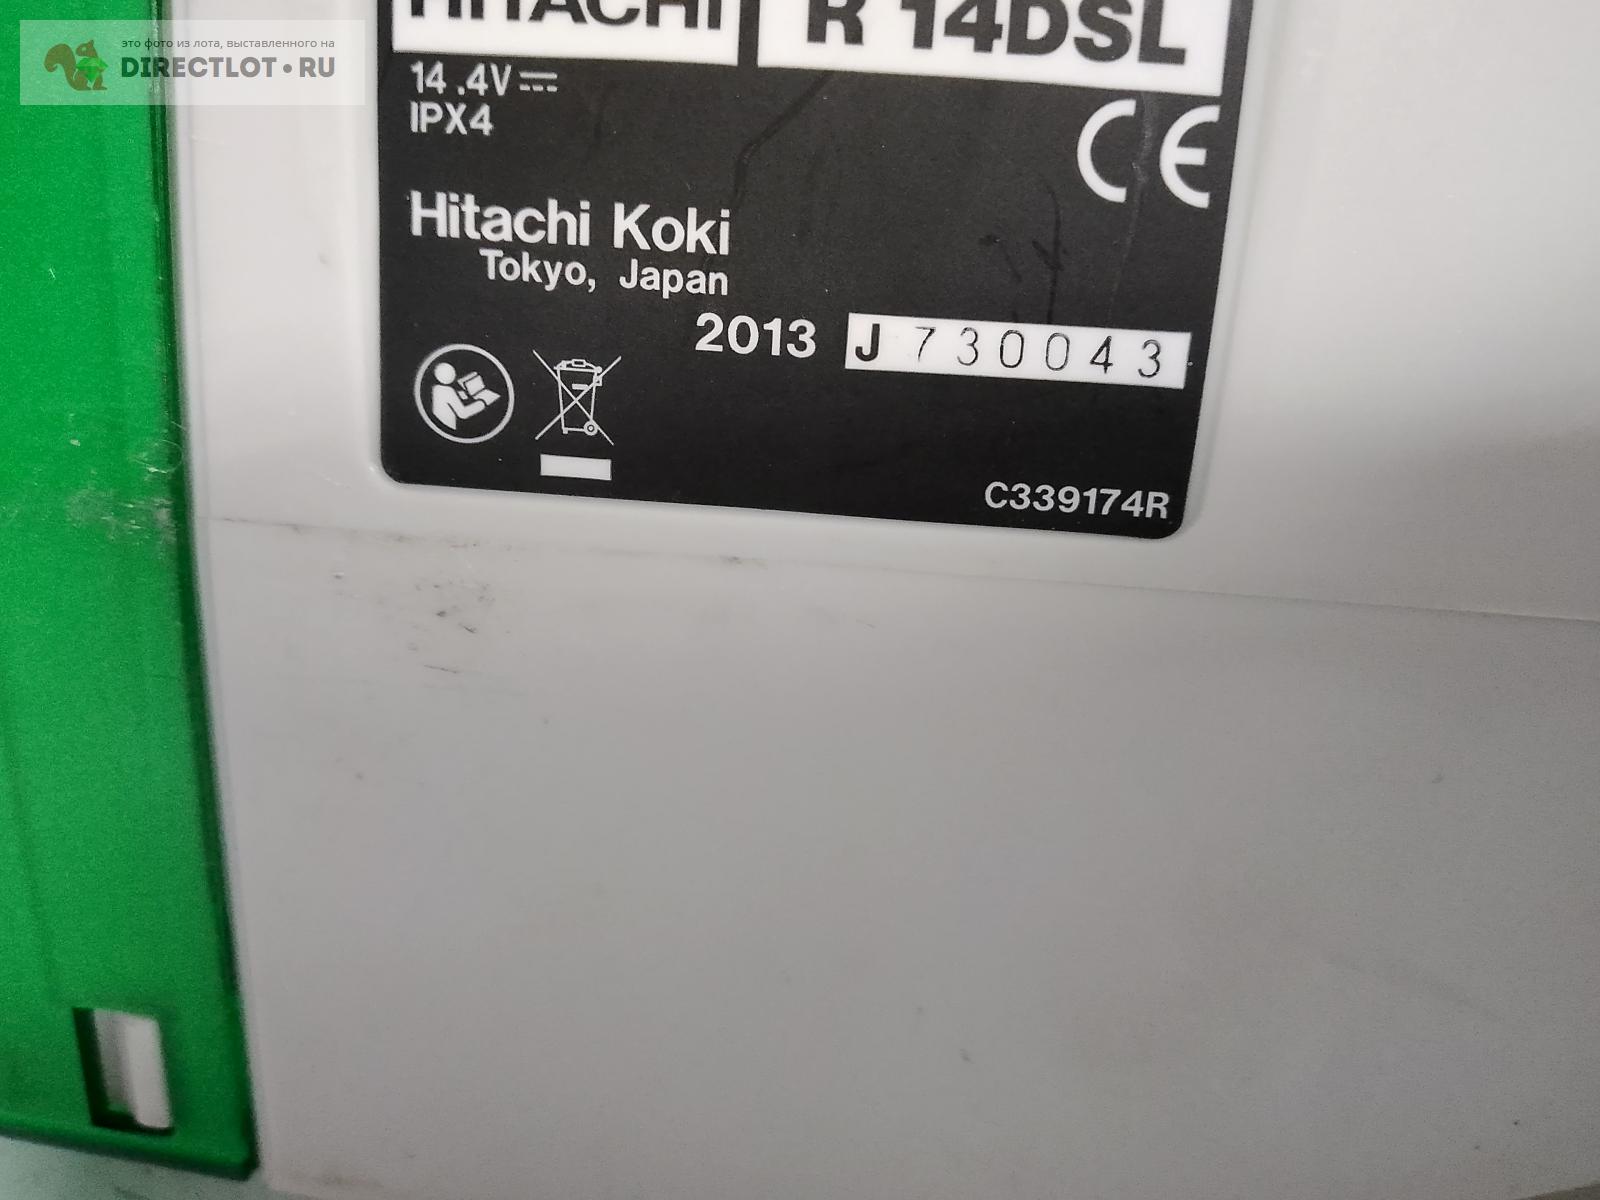 это фото из лота, выставленного на
DIRECTLOT•RU
HITACHI R 14DSL
14.4V
IPX4
CE
Hitachi Koki
Tokyo, Japan
2013 J 730043
C339174R